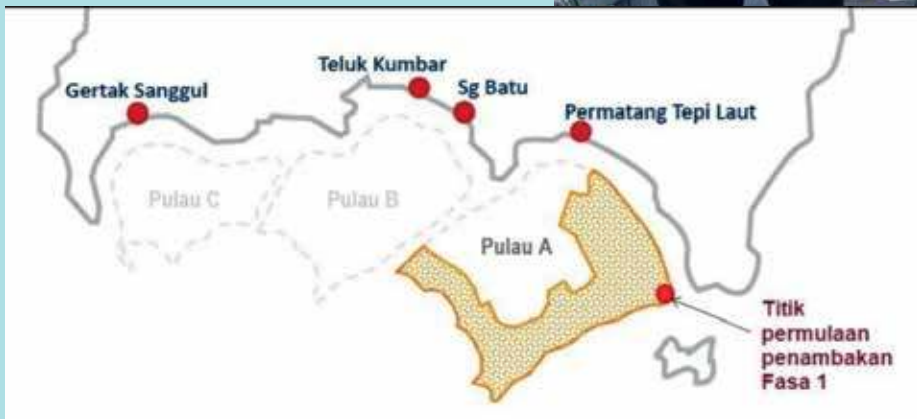 Teluk Kumbar
Gertak Sanggul
Sg Batu
Permatang Tepi Laut
Pulau C
Pulau B
Pulau A
Titik
permulaan
penambakan
Fasa 1